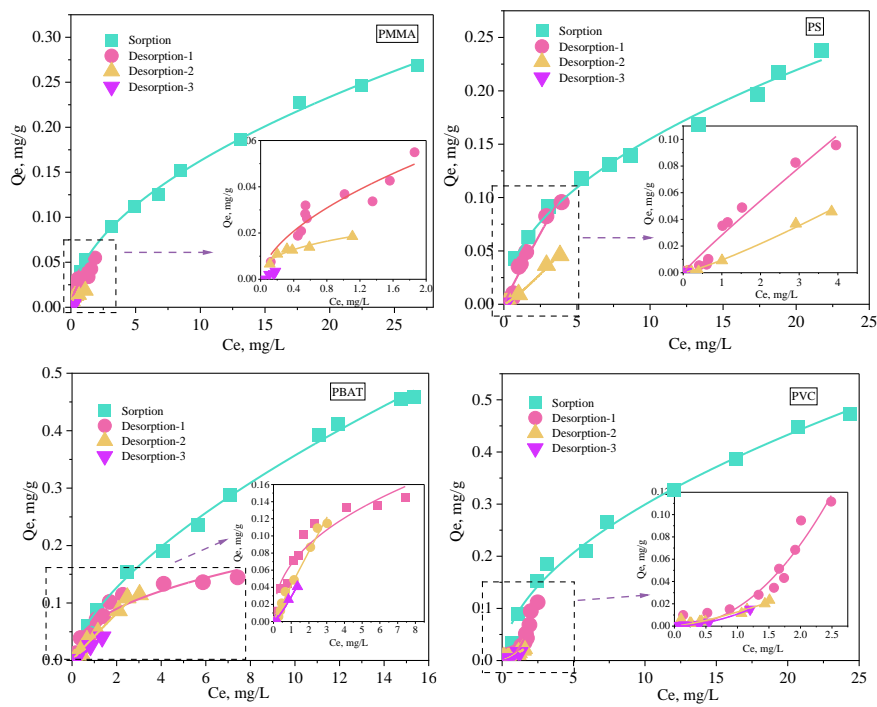 PMMA
Sorption
Desorption-1
Desorption-2
Desorption-3
Qe, mg/g
0.30
0.25
0.20
0.15
0.10
0.05
0.00
0 5 10 15 20 25
Ce, mg/L
Qe, mg/g
0.06
0.04
0.02
0.00
0.0 0.4 0.8 1.2 1.6 2.0
Ce, mg/L
PS
Sorption
Desorption-1
Desorption-2
Desorption-3
Qe, mg/g
0.25
0.20
0.15
0.10
0.05
0.00
0 5 10 15 20 25
Ce, mg/L
Qe, mg/g
0.10
0.08
0.06
0.04
0.02
0.00
0 1 2 3 4
Ce, mg/L
PBAT
Sorption
Desorption-1
Desorption-2
Desorption-3
Qe, mg/g
0.5
0.4
0.3
0.2
0.1
0.0
0 2 4 6 8 10 12 14 16
Ce, mg/L
Qe, mg/g
0.16
0.14
0.12
0.10
0.08
0.06
0.04
0.02
0.00
0 1 2 3 4 5 6 7 8
Ce, mg/L
PVC
Sorption
Desorption-1
Desorption-2
Desorption-3
Qe, mg/g
0.5
0.4
0.3
0.2
0.1
0.0
0 5 10 15 20 25
Ce, mg/L
Qe, mg/g
0.12
0.10
0.08
0.06
0.04
0.02
0.00
0.0 0.5 1.0 1.5 2.0 2.5
Ce, mg/L